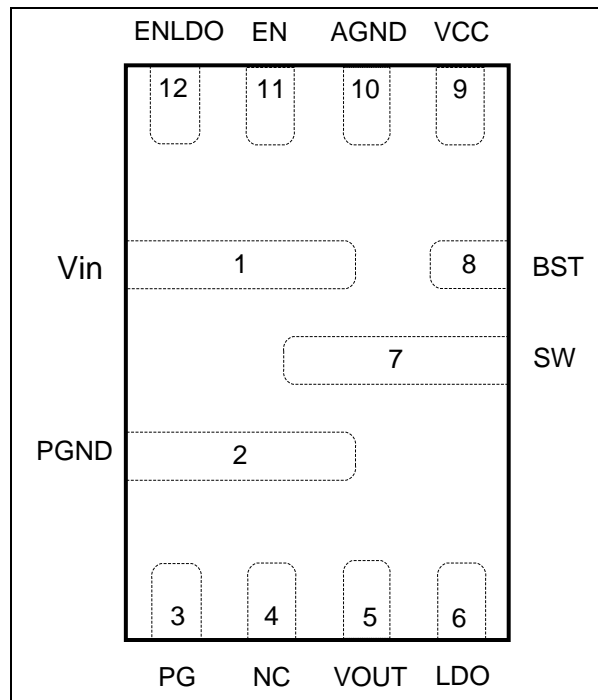 ENLDO EN AGND VCC
12 11 10 9
Vin 1 8 BST
7 SW
PGND 2
3 4 5 6
PG NC VOUT LDO